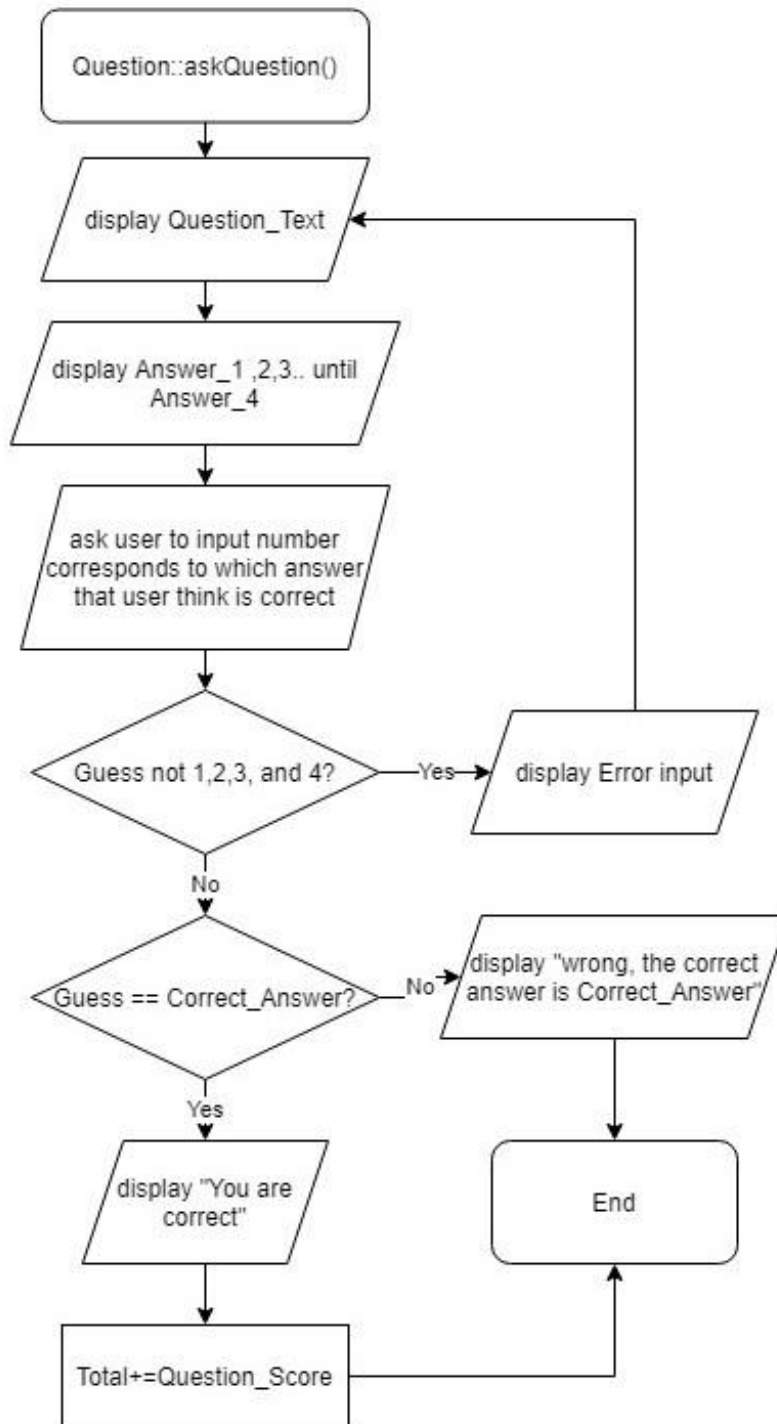 Question::askQuestion()
display Question_Text
display Answer_1 ,2,3.. until
Answer_4
ask user to input number
corresponds to which answer
that user think is correct
Guess not 1,2,3, and 4?
Yes
display Error input
No
Guess == Correct_Answer?
No
display "wrong, the correct
answer is Correct_Answer"
Yes
display "You are
correct"
End
Total+=Question_Score